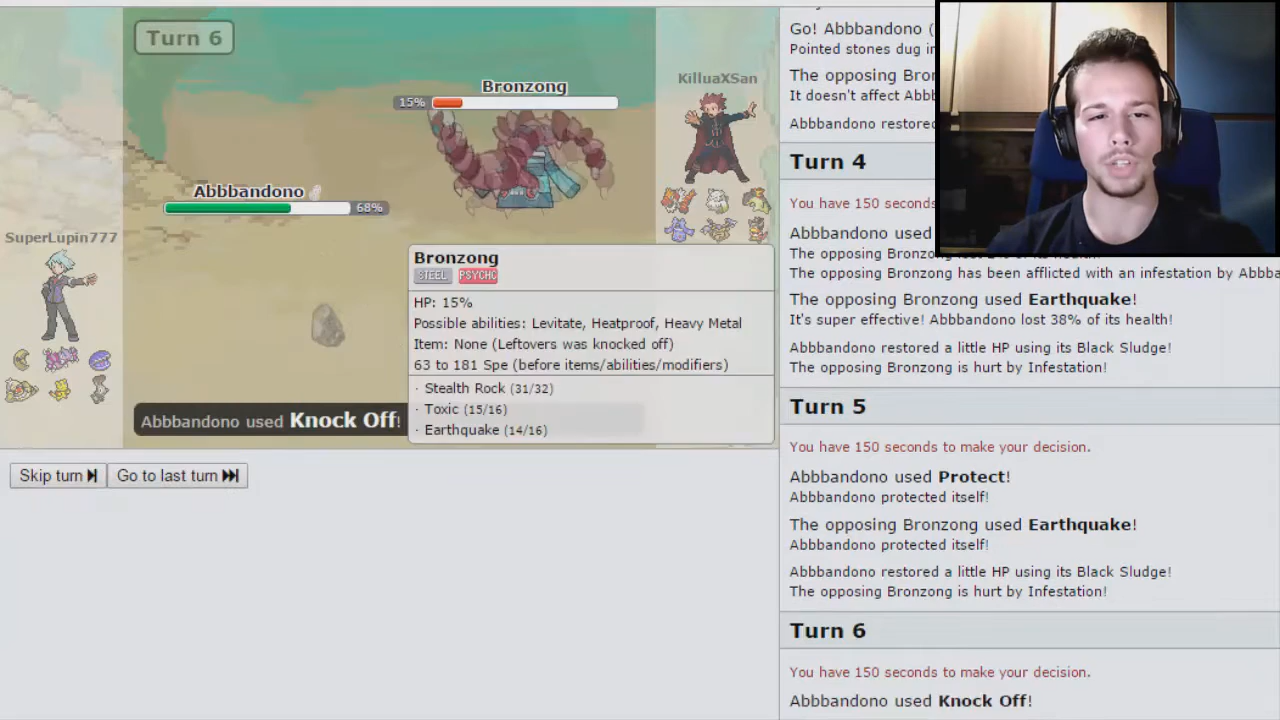 Turn 6
Bronzong
15%
KilluaXSan
Abbbandono
68%
SuperLupin777
Bronzong
STEEL PSYCHC
HP: 15%
Possible abilities: Levitate, Heatproof, Heavy Metal
Item: None (Leftovers was knocked off)
63 to 181 Spe (before items/abilities/modifiers)
· Stealth Rock (31/32)
· Toxic (15/16)
· Earthquake (14/16)
Abbbandono used Knock Off!
Skip turn
Go to last turn
Go! Abbbandono (
Pointed stones dug in
The opposing Bron
It doesn't affect Abb
Abbbandono restored
Turn 4
You have 150 seconds
Abbbandono used
The opposing Bronzong
The opposing Bronzong has been afflicted with an infestation by Abbba
The opposing Bronzong used Earthquake!
It's super effective! Abbbandono lost 38% of its health!
Abbbandono restored a little HP using its Black Sludge!
The opposing Bronzong is hurt by Infestation!
Turn 5
You have 150 seconds to make your decision.
Abbbandono used Protect!
Abbbandono protected itself!
The opposing Bronzong used Earthquake!
Abbbandono protected itself!
Abbbandono restored a little HP using its Black Sludge!
The opposing Bronzong is hurt by Infestation!
Turn 6
You have 150 seconds to make your decision.
Abbbandono used Knock Off!